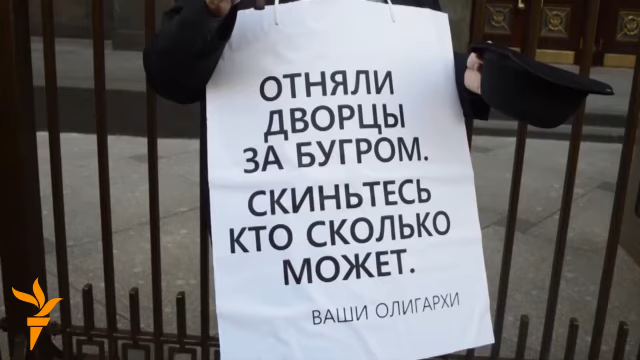 ОТНЯЛИ
ДВОРЦЫ
ЗА БУГРОМ.
СКИНЬТЕСЬ
КТО СКОЛЬКО
МОЖЕТ.
ВАШИ ОЛИГАРХИ